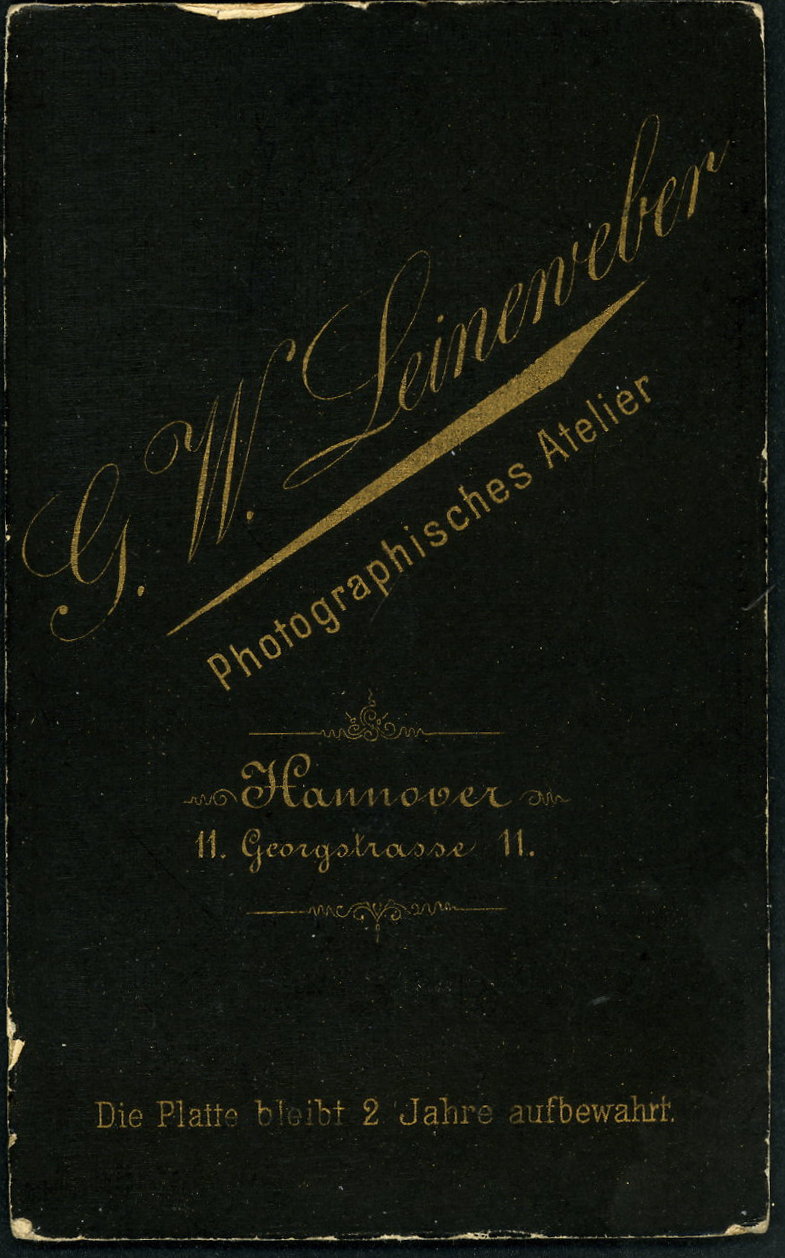 G. W. Leineweber
Photographisches Atelier
Hannover
11. Georgstrasse 11.
Die Platte bleibt 2 Jahre aufbewahrt.